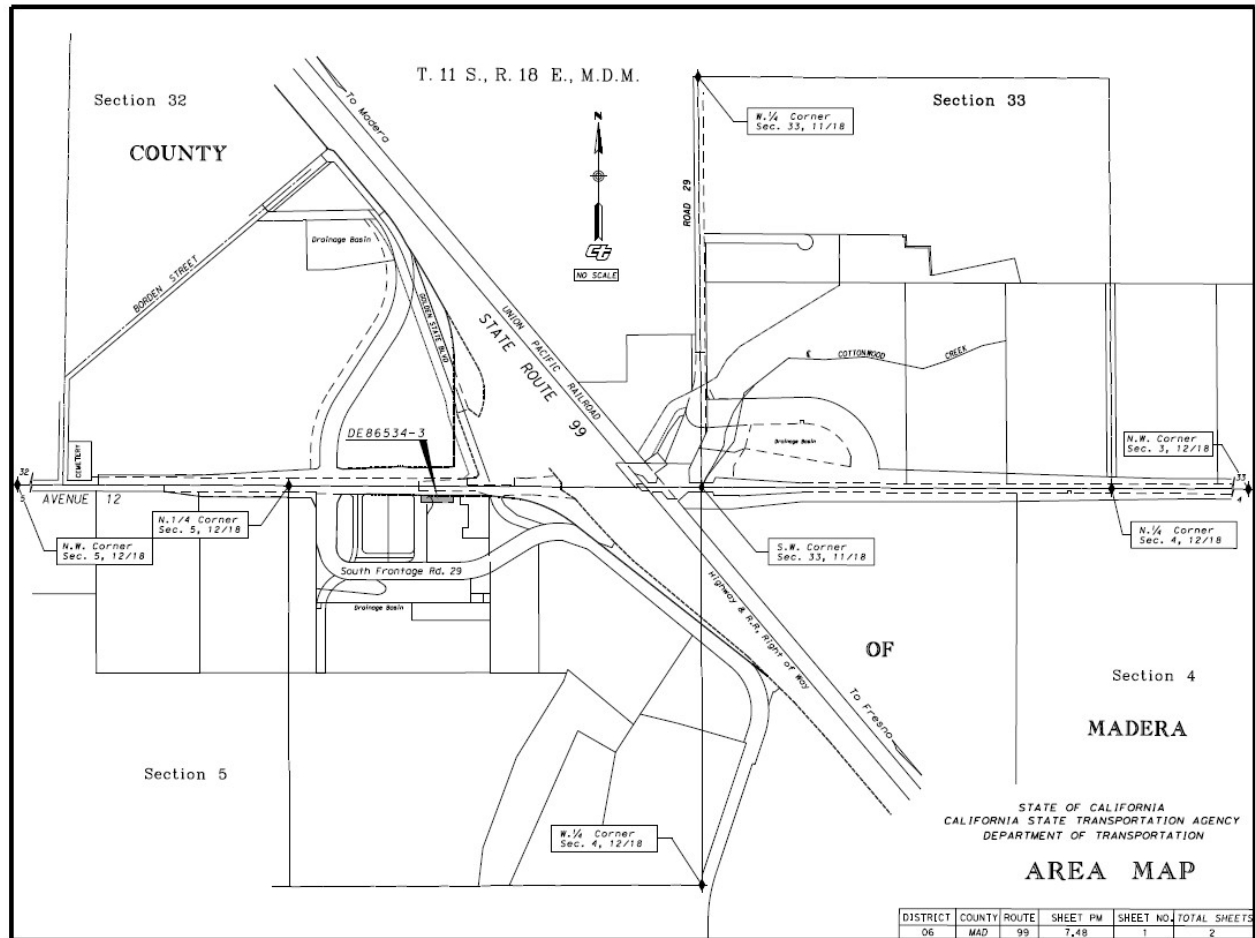 T. 11 S., R. 18 E., M.D.M.
Section 32
COUNTY
To Madera
N
Ct
NO SCALE
W.¼ Corner
Sec. 33, 11/18
Section 33
ROAD 29
Drainage Basin
BORDEN STREET
GOLDEN STATE BLVD
UNION PACIFIC RAILROAD
STATE ROUTE 99
COTTONWOOD CREEK
DE86534-3
CEMETERY
Drainage Basin
N.W. Corner
Sec. 3, 12/18
32
5
AVENUE 12
33
4
N.1/4 Corner
Sec. 5, 12/18
N.W. Corner
Sec. 5, 12/18
S.W. Corner
Sec. 33, 11/18
N.¼ Corner
Sec. 4, 12/18
South Frontage Rd. 29
Drainage Basin
Highway & R.R. Right of Way
OF
To Fresno
Section 4
MADERA
Section 5
W.¼ Corner
Sec. 4, 12/18
STATE OF CALIFORNIA
CALIFORNIA STATE TRANSPORTATION AGENCY
DEPARTMENT OF TRANSPORTATION
AREA MAP
DISTRICT COUNTY ROUTE SHEET PM SHEET NO. TOTAL SHEETS
06 MAD 99 7.48 1 2